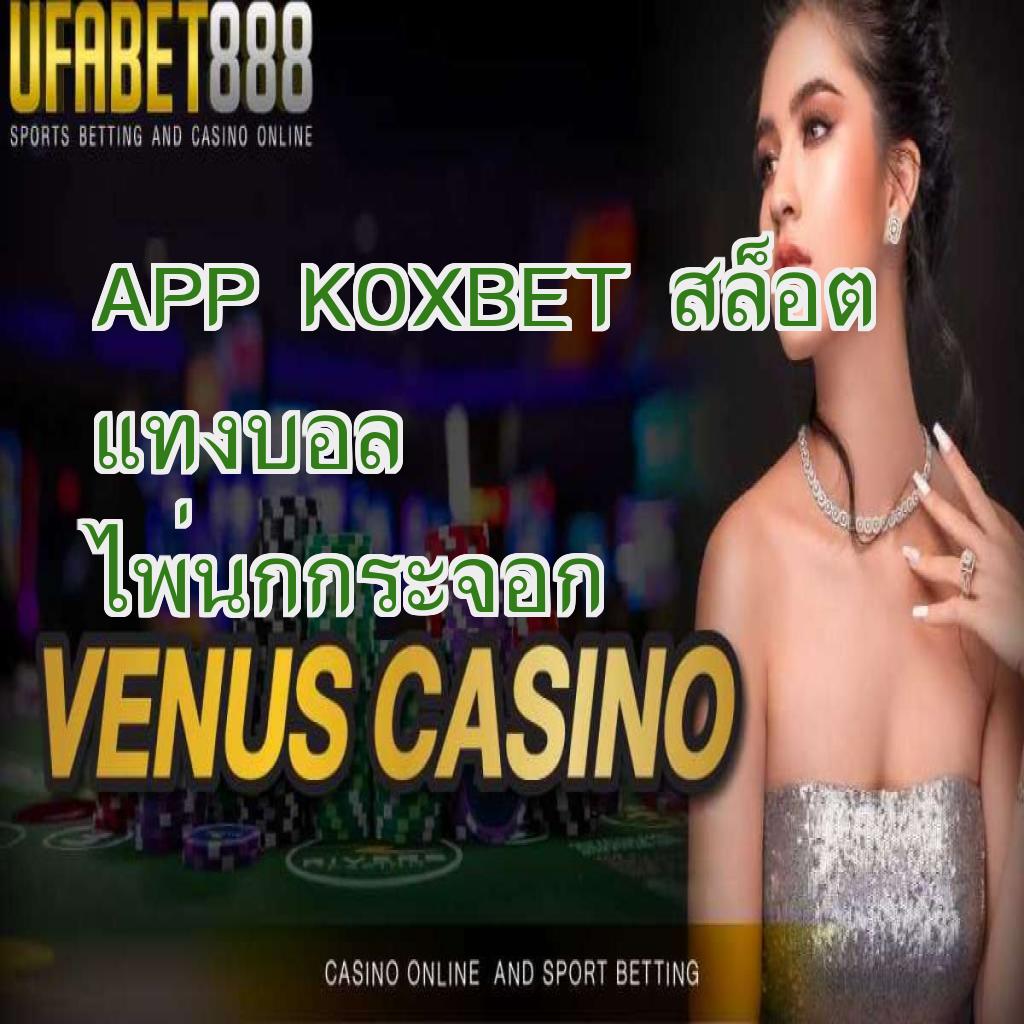 UFABET888
SPORTS BETTING AND CASINO ONLINE
APP KOXBET สล็อต
แทงบอล
ไพ่นกกระจอก
VENUS CASINO
CASINO ONLINE AND SPORT BETTING